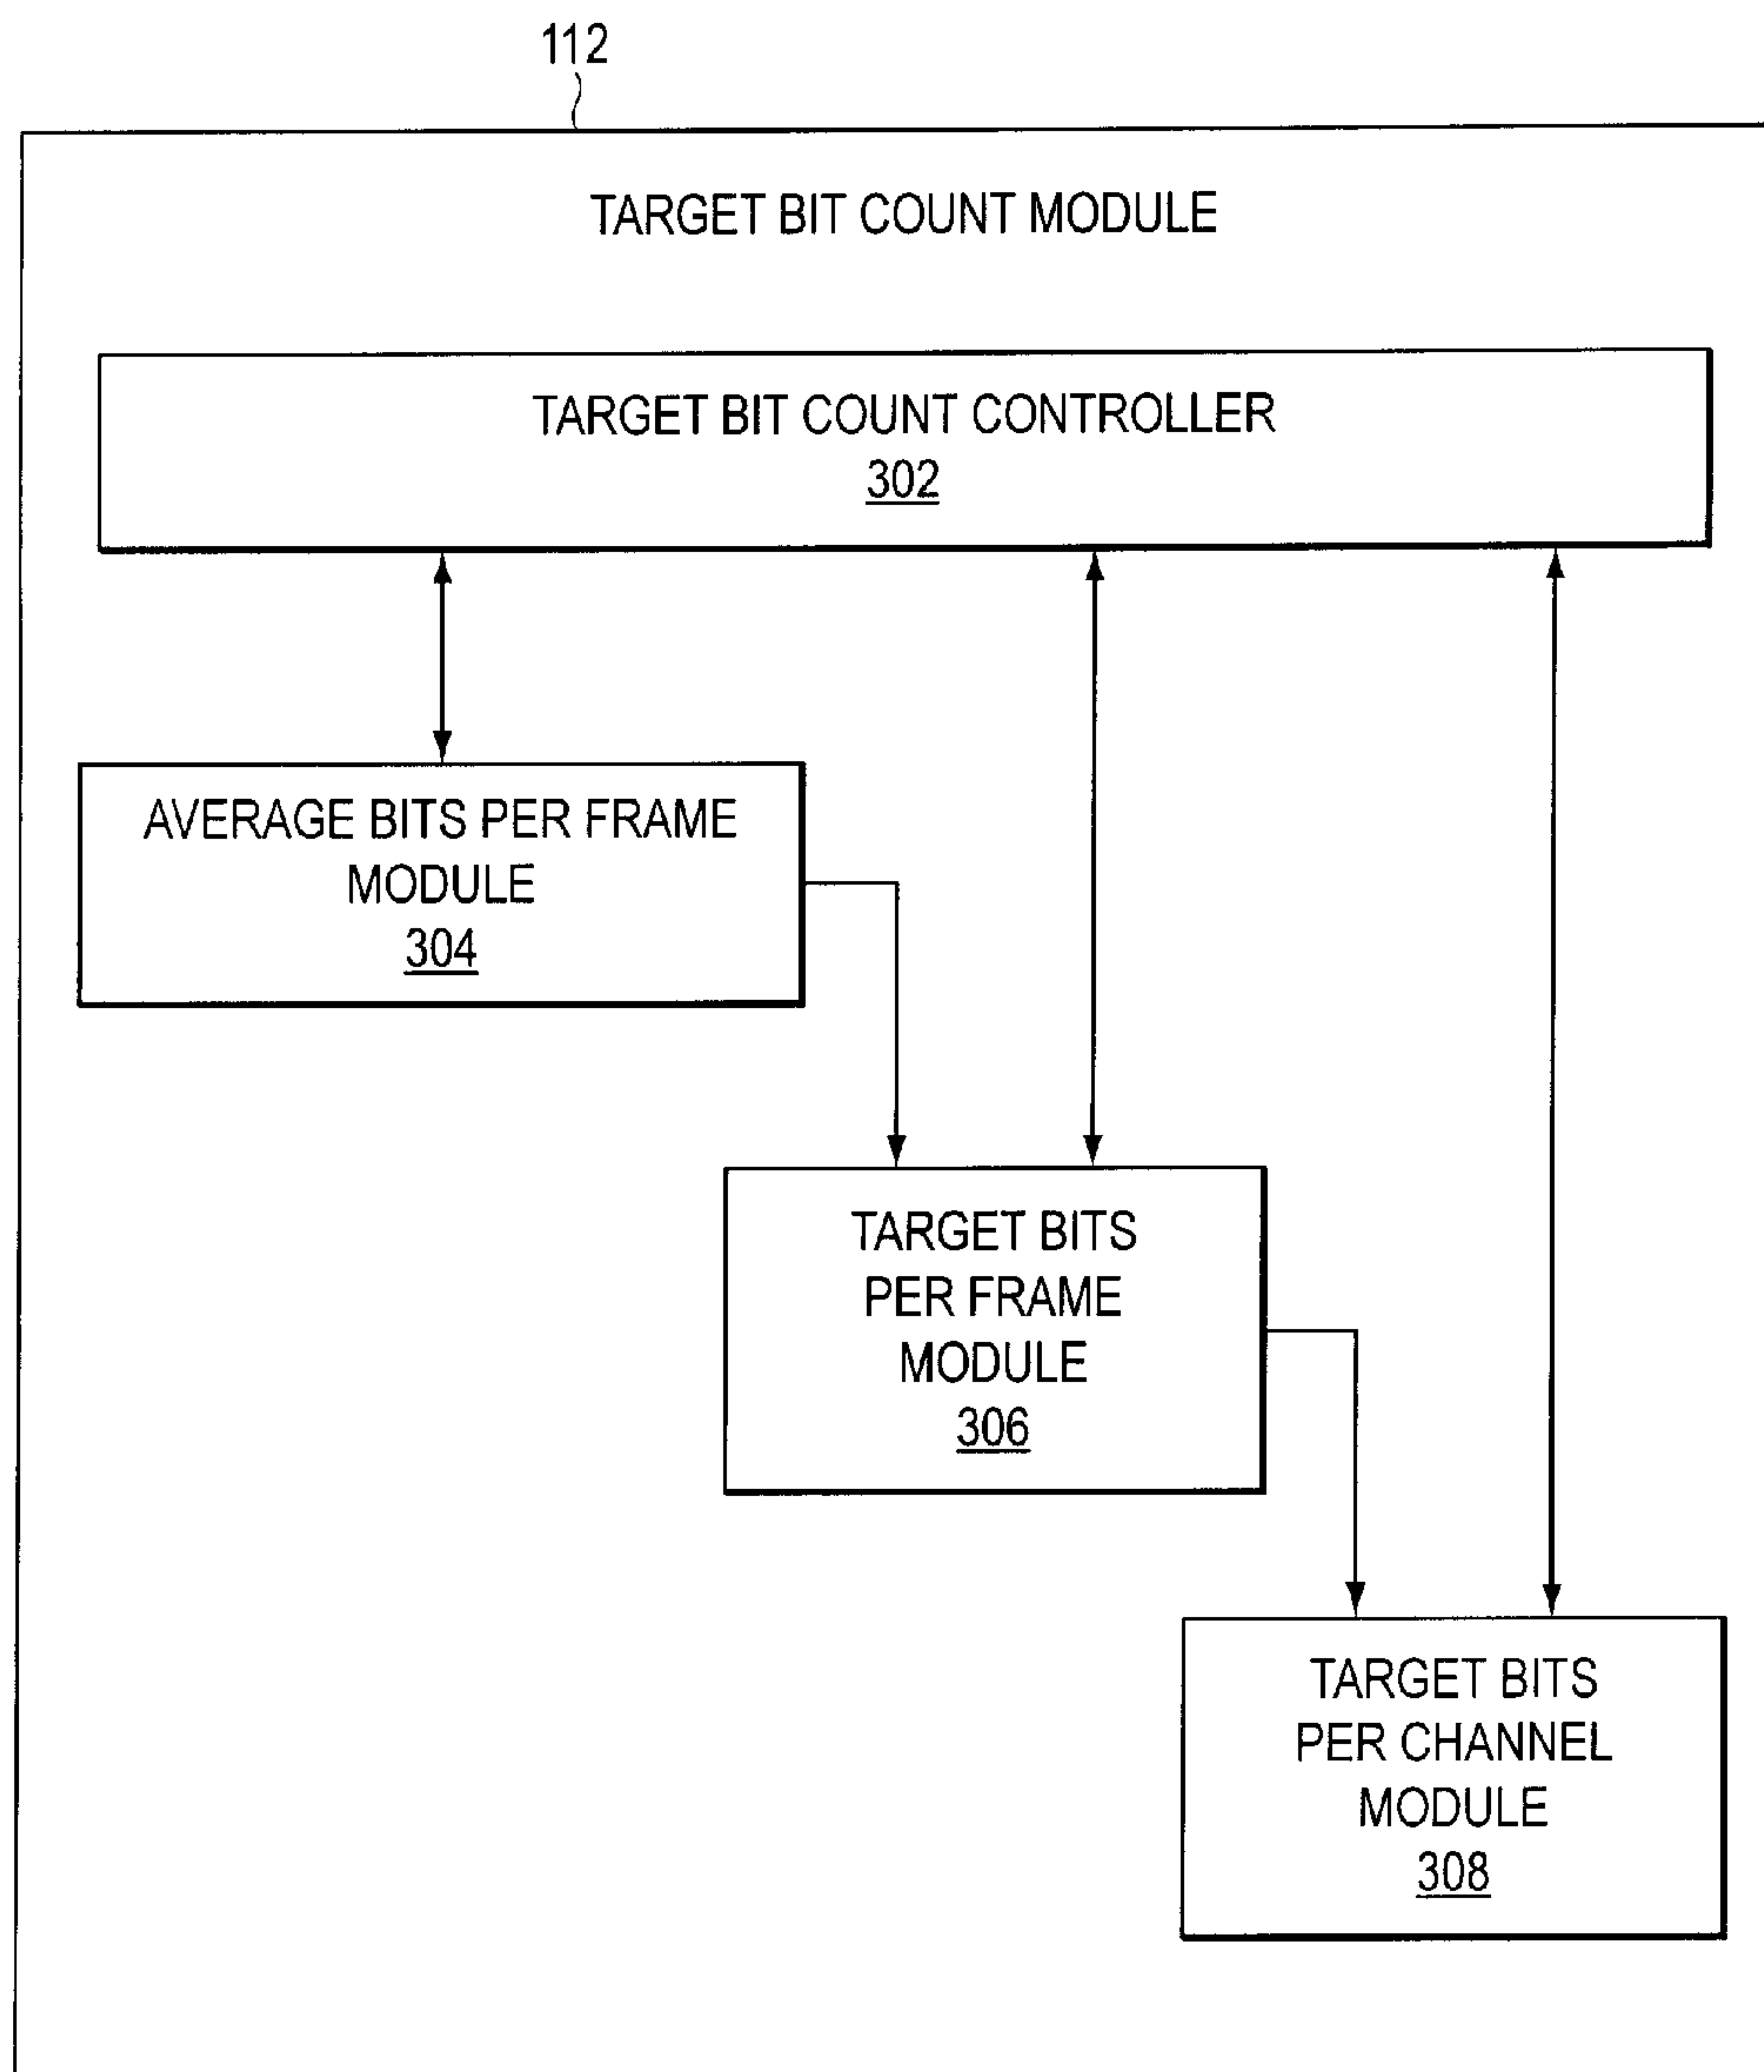 112
TARGET BIT COUNT MODULE
TARGET BIT COUNT CONTROLLER
302
AVERAGE BITS PER FRAME
MODULE
304
TARGET BITS
PER FRAME
MODULE
306
TARGET BITS
PER CHANNEL
MODULE
308